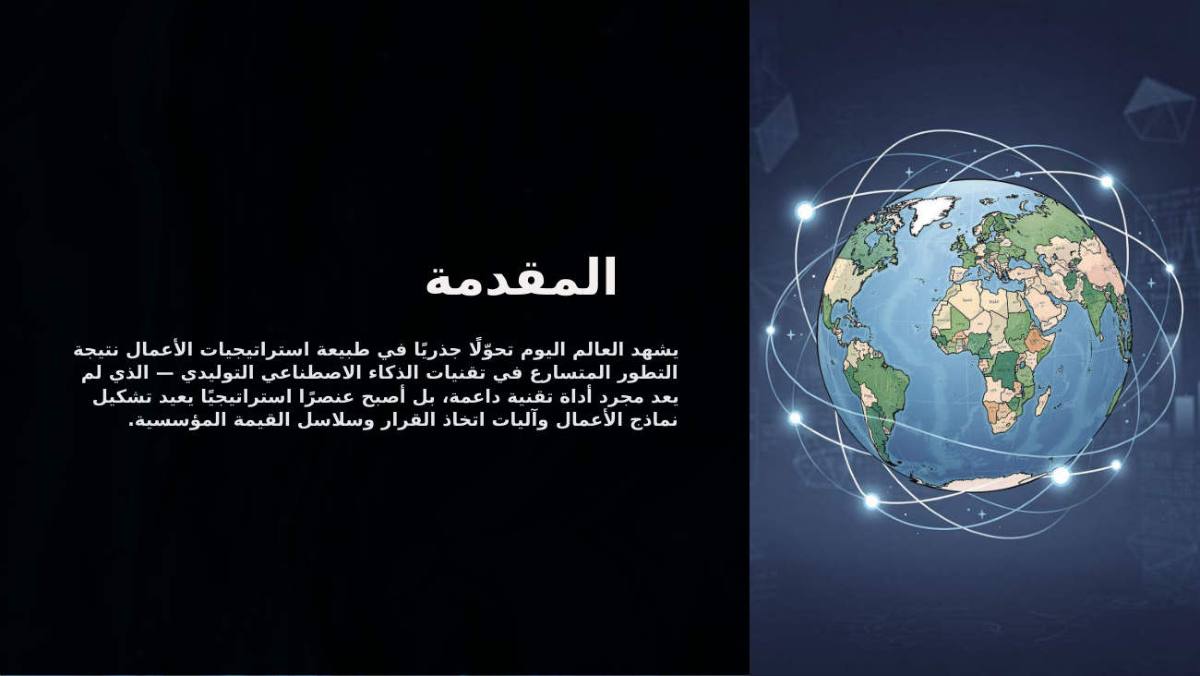 المقدمة
يشهد العالم اليوم تحوّلًا جذريًا في طبيعة استراتيجيات الأعمال نتيجة
التطور المتسارع في تقنيات الذكاء الاصطناعي التوليدي — الذي لم
يعد مجرد أداة تقنية داعمة، بل أصبح عنصرًا استراتيجيًا يعيد تشكيل
نماذج الأعمال وآليات اتخاذ القرار وسلاسل القيمة المؤسسية.